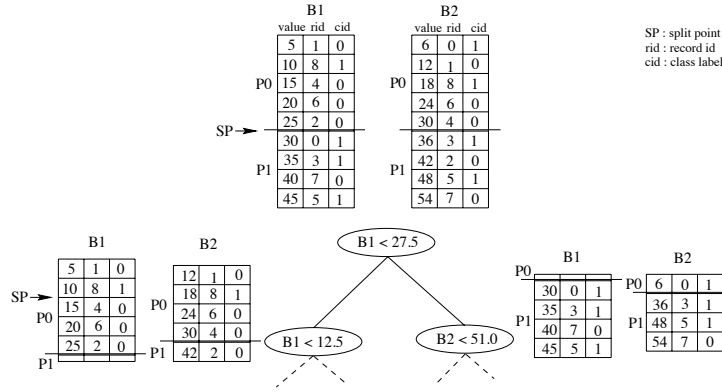 B1 B2
value rid cid
5 1 0
10 8 1
15 4 0
20 6 0
25 2 0
30 0 1
35 3 1
40 7 0
45 5 1
P0
SP
P1
value rid cid
6 0 1
12 1 0
18 8 1
24 6 0
30 4 0
36 3 1
42 2 0
48 5 1
54 7 0
SP : split point
rid : record id
cid : class label
B1
5 1 0
10 8 1
15 4 0
20 6 0
25 2 0
SP
P0
P1
B2
12 1 0
18 8 1
24 6 0
30 4 0
42 2 0
P0
P1
B1 < 27.5
B1 < 12.5
B2 < 51.0
B1
P0
30 0 1
35 3 1
40 7 0
45 5 1
P1
B2
P0
6 0 1
36 3 1
48 5 1
54 7 0
P1